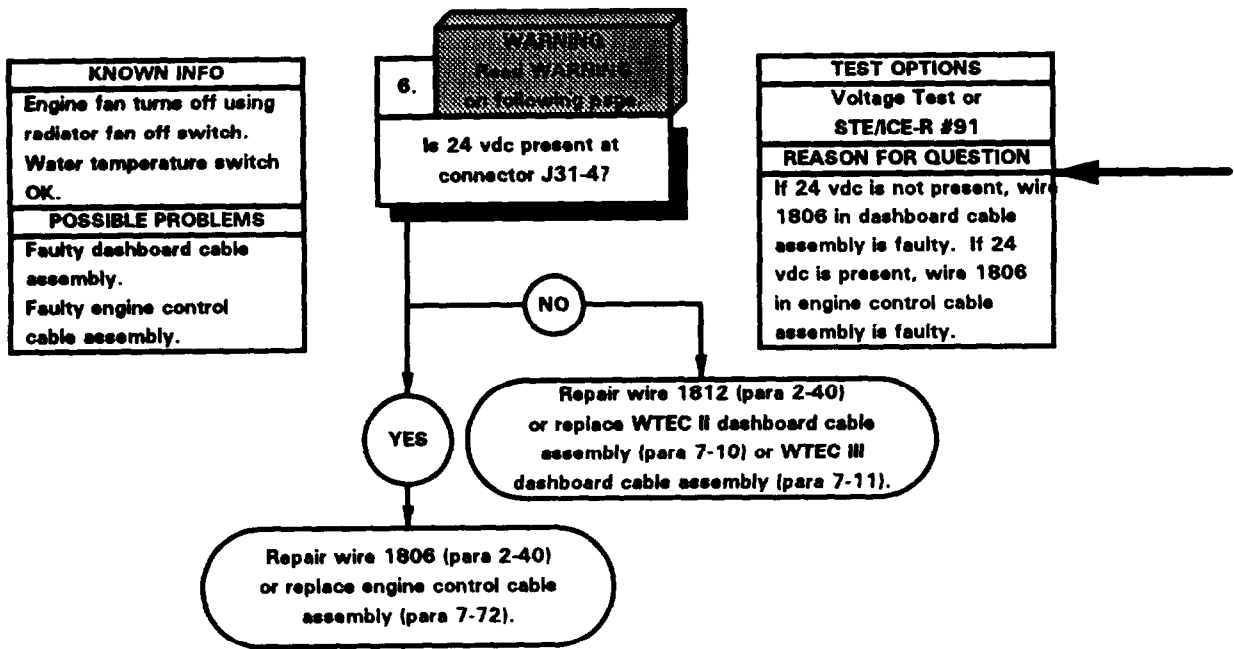 KNOWN INFO
Engine fan turns off using
radiator fan off switch.
Water temperature switch
OK.
POSSIBLE PROBLEMS
Faulty dashboard cable
assembly.
Faulty engine control
cable assembly.
WARNING
Read WARNING
on following page.
6.
Is 24 vdc present at
connector J31-4?
TEST OPTIONS
Voltage Test or
STE/ICE-R #91
REASON FOR QUESTION
If 24 vdc is not present, wire
1806 in dashboard cable
assembly is faulty. If 24
vdc is present, wire 1806
in engine control cable
assembly is faulty.
NO
YES
Repair wire 1812 (para 2-40)
or replace WTEC II dashboard cable
assembly (para 7-10) or WTEC III
dashboard cable assembly (para 7-11).
Repair wire 1806 (para 2-40)
or replace engine control cable
assembly (para 7-72).